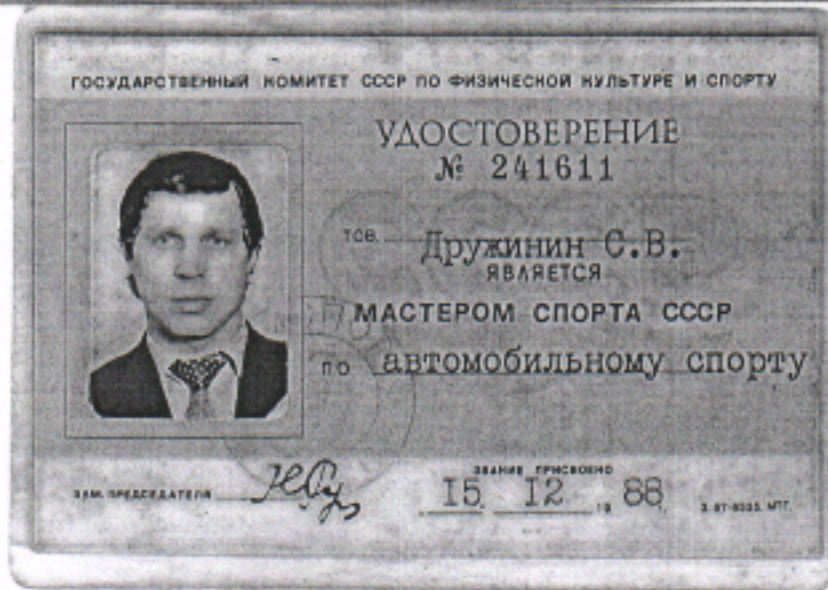 ГОСУДАРСТВЕННЫЙ КОМИТЕТ СССР ПО ФИЗИЧЕСКОЙ КУЛЬТУРЕ И СПОРТУ
УДОСТОВЕРЕНИЕ
№ 241611
ТОВ. Дружинин С.В.
ЯВЛЯЕТСЯ
МАСТЕРОМ СПОРТА СССР
ПО автомобильному спорту
ЗВАНИЕ ПРИСВОЕНО
ЗАМ. ПРЕДСЕДАТЕЛЯ 15 12 19 88